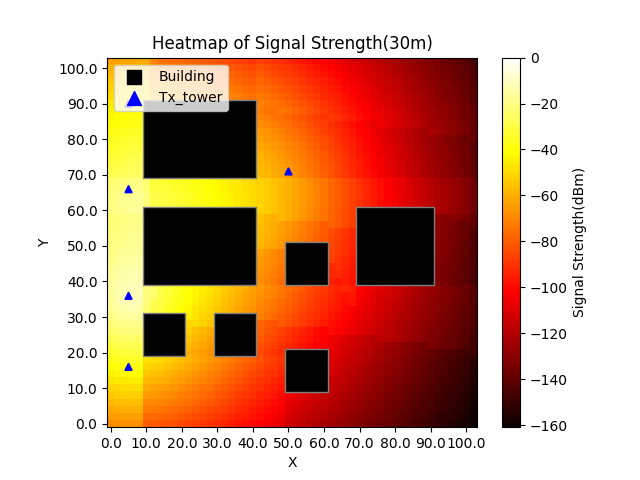 Heatmap of Signal Strength(30m)
Building
Tx_tower
100.0
90.0
80.0
70.0
60.0
50.0
40.0
30.0
20.0
10.0
0.0
Y
0.0 10.0 20.0 30.0 40.0 50.0 60.0 70.0 80.0 90.0 100.0
X
0
−20
−40
−60
−80
−100
−120
−140
−160
Signal Strength(dBm)